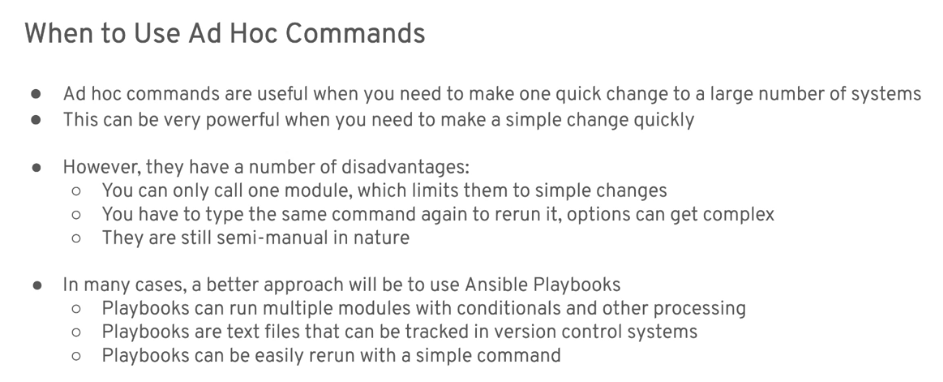 When to Use Ad Hoc Commands
● Ad hoc commands are useful when you need to make one quick change to a large number of systems
● This can be very powerful when you need to make a simple change quickly
● However, they have a number of disadvantages:
○ You can only call one module, which limits them to simple changes
○ You have to type the same command again to rerun it, options can get complex
○ They are still semi-manual in nature
● In many cases, a better approach will be to use Ansible Playbooks
○ Playbooks can run multiple modules with conditionals and other processing
○ Playbooks are text files that can be tracked in version control systems
○ Playbooks can be easily rerun with a simple command